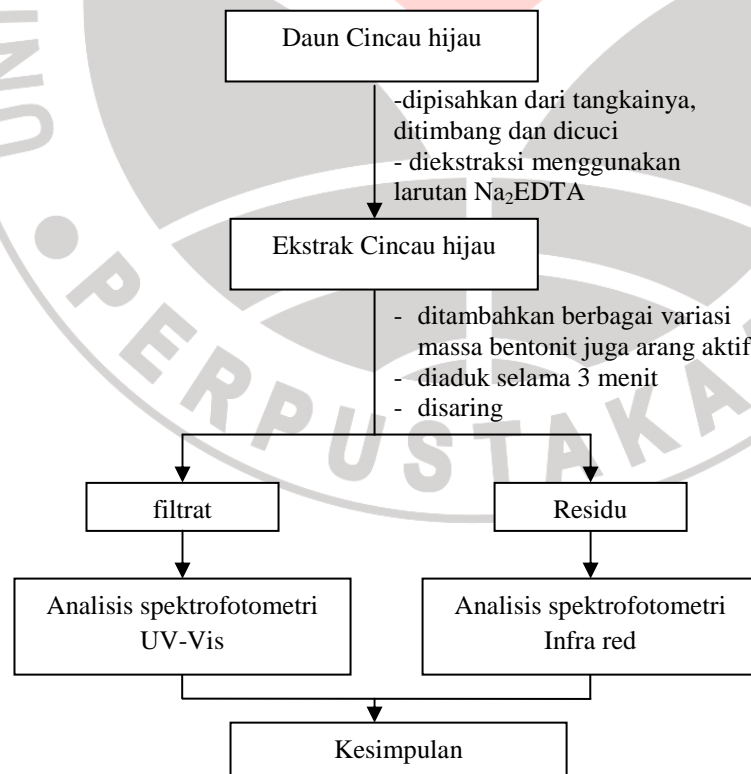 Daun Cincau hijau
-dipisahkan dari tangkainya,
ditimbang dan dicuci
- diekstraksi menggunakan
larutan Na₂EDTA
Ekstrak Cincau hijau
- ditambahkan berbagai variasi
massa bentonit juga arang aktif
- diaduk selama 3 menit
- disaring
filtrat
Residu
Analisis spektrofotometri
UV-Vis
Analisis spektrofotometri
Infra red
Kesimpulan
UN
PERPUSTAKA